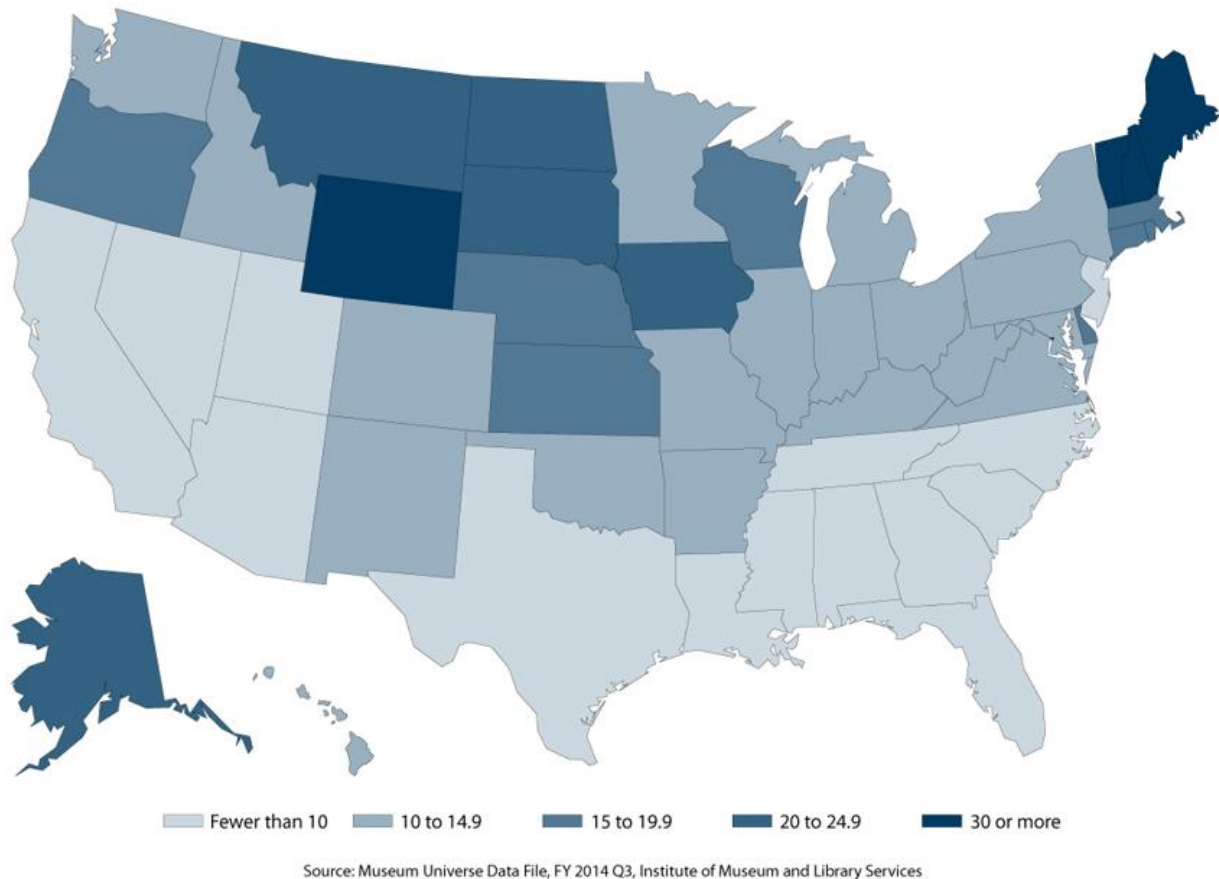 Fewer than 10 10 to 14.9 15 to 19.9 20 to 24.9 30 or more
Source: Museum Universe Data File, FY 2014 Q3, Institute of Museum and Library Services